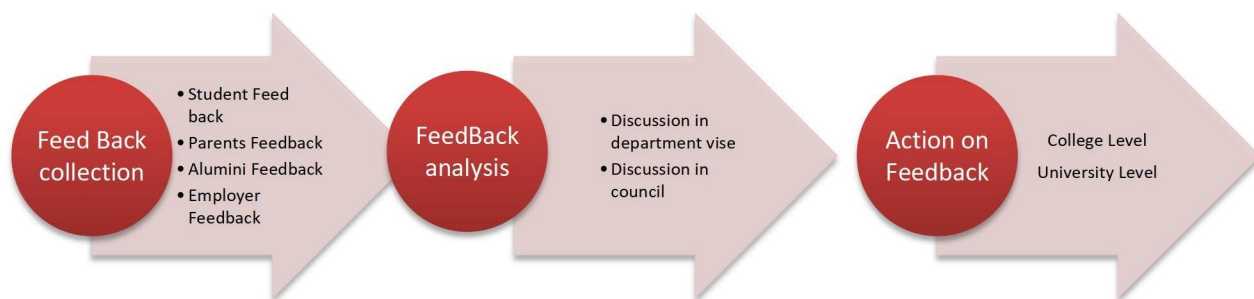 Feed Back
collection
• Student Feed
back
• Parents Feedback
• Alumini Feedback
• Employer
Feedback
FeedBack
analysis
• Discussion in
department vise
• Discussion in
council
Action on
Feedback
College Level
University Level